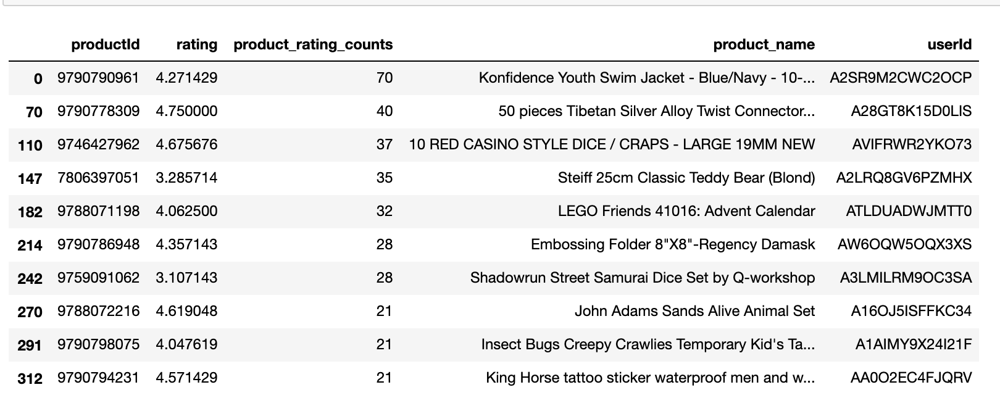 productId rating product_rating_counts product_name userId
0 9790790961 4.271429 70 Konfidence Youth Swim Jacket - Blue/Navy - 10-... A2SR9M2CWC2OCP
70 9790778309 4.750000 40 50 pieces Tibetan Silver Alloy Twist Connector... A28GT8K15D0LIS
110 9746427962 4.675676 37 10 RED CASINO STYLE DICE / CRAPS - LARGE 19MM NEW AVIFRWR2YKO73
147 7806397051 3.285714 35 Steiff 25cm Classic Teddy Bear (Blond) A2LRQ8GV6PZMHX
182 9788071198 4.062500 32 LEGO Friends 41016: Advent Calendar ATLDUADWJMTT0
214 9790786948 4.357143 28 Embossing Folder 8"X8"-Regency Damask AW6OQW5OQX3XS
242 9759091062 3.107143 28 Shadowrun Street Samurai Dice Set by Q-workshop A3LMILRM9OC3SA
270 9788072216 4.619048 21 John Adams Sands Alive Animal Set A16OJ5ISFFKC34
291 9790798075 4.047619 21 Insect Bugs Creepy Crawlies Temporary Kid's Ta... A1AIMY9X24I21F
312 9790794231 4.571429 21 King Horse tattoo sticker waterproof men and w... AA0O2EC4FJQRV